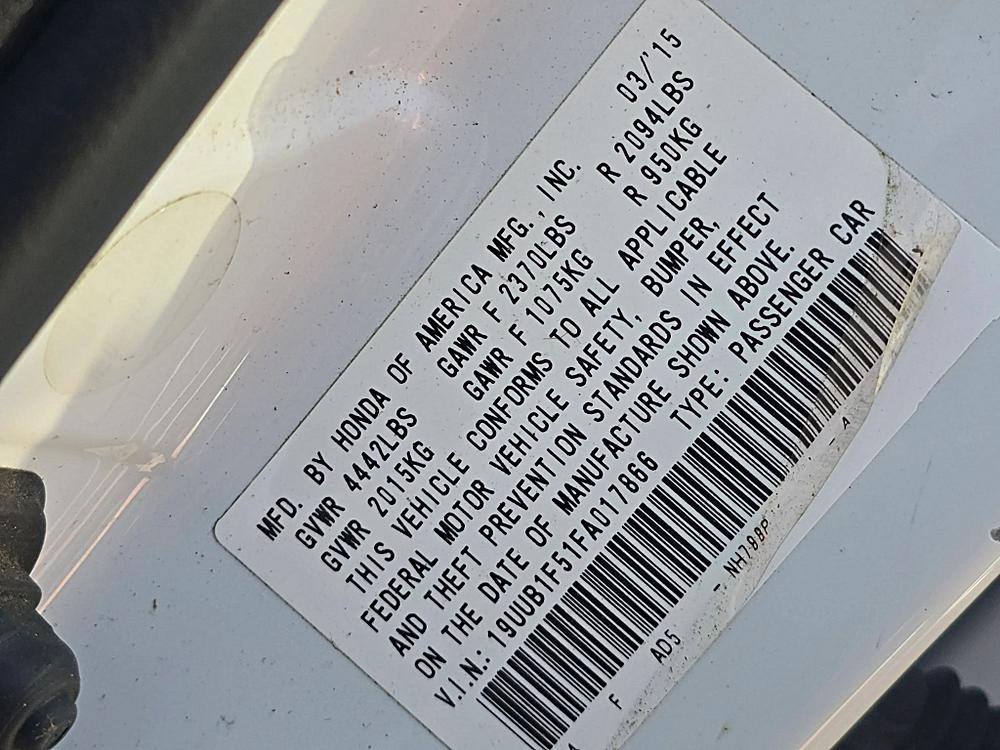 MFD. BY HONDA OF AMERICA MFG., INC. 03/'15
GVWR 4442LBS GAWR F 2370LBS R 2094LBS
GVWR 2015KG GAWR F 1075KG R 950KG
THIS VEHICLE CONFORMS TO ALL APPLICABLE
FEDERAL MOTOR VEHICLE SAFETY, BUMPER,
AND THEFT PREVENTION STANDARDS IN EFFECT
ON THE DATE OF MANUFACTURE SHOWN ABOVE.
V.I.N.: 19UUB1F51FA017866 TYPE: PASSENGER CAR
F AD5 - NH788P - A